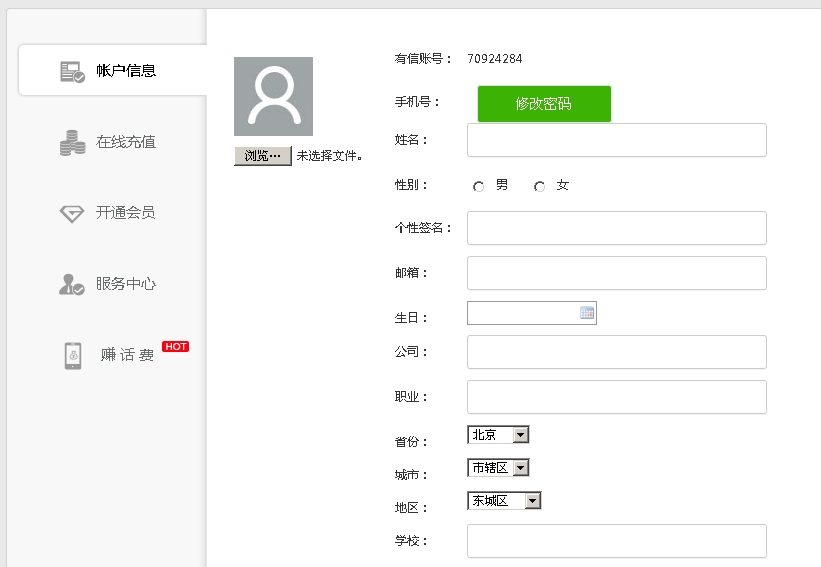 帐户信息
在线充值
开通会员
服务中心
赚话费 HOT
浏览… 未选择文件。
有信账号： 70924284
手机号： 修改密码
姓名：
性别： 男 女
个性签名：
邮箱：
生日：
公司：
职业：
省份： 北京
城市： 市辖区
地区： 东城区
学校：